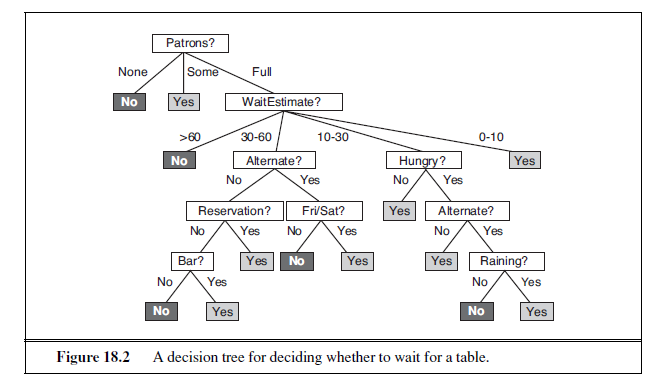 Patrons?
None Some Full
No Yes WaitEstimate?
>60 30-60 10-30 0-10
No Alternate? Hungry? Yes
No Yes No Yes
Reservation? Fri/Sat? Yes Alternate?
No Yes No Yes No Yes
Bar? Yes No Yes Yes Raining?
No Yes No Yes
No Yes No Yes
Figure 18.2 A decision tree for deciding whether to wait for a table.